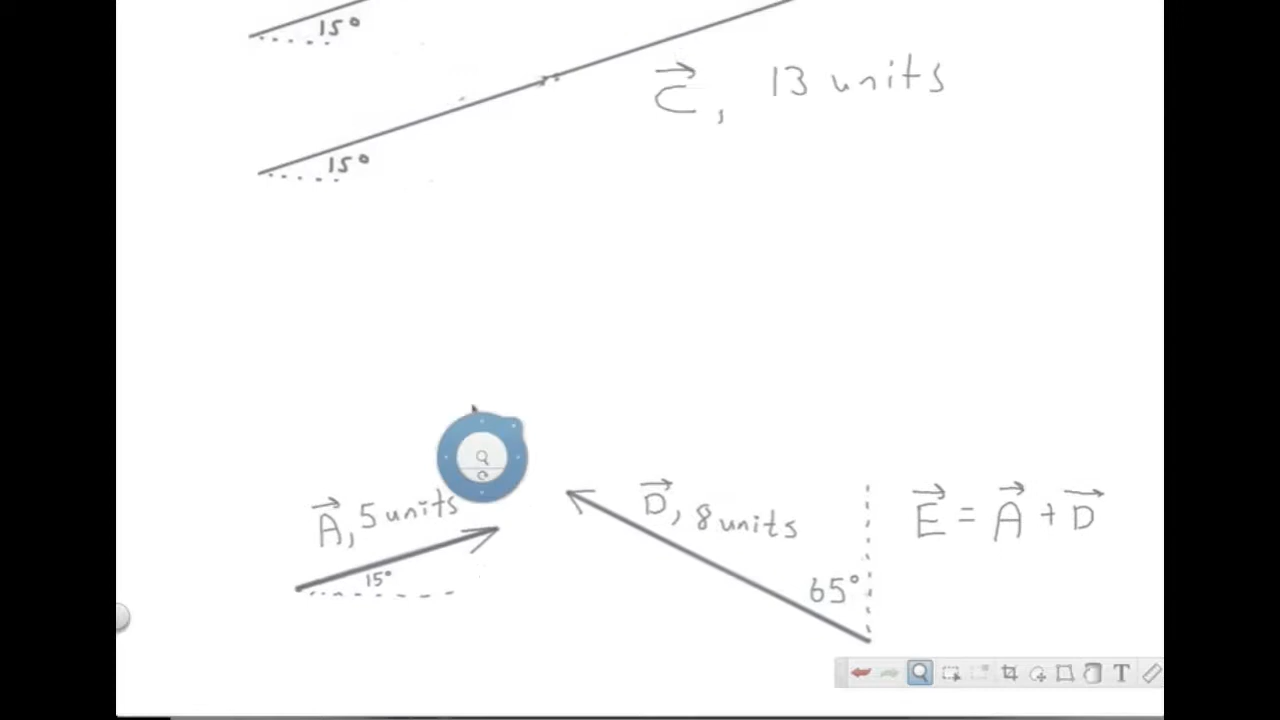 15°
C, 13 units
15°
A, 5 units
D, 8 units
E = A + D
15°
65°
T